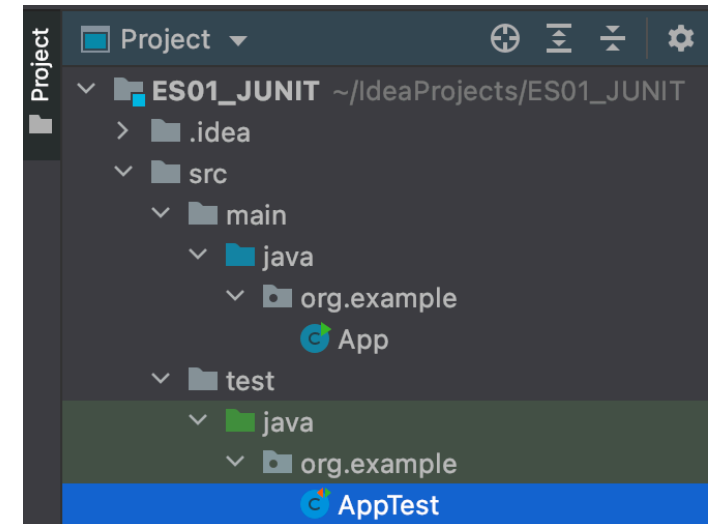 Project
Project
ES01_JUNIT ~/IdeaProjects/ES01_JUNIT
.idea
src
main
java
org.example
App
test
java
org.example
AppTest